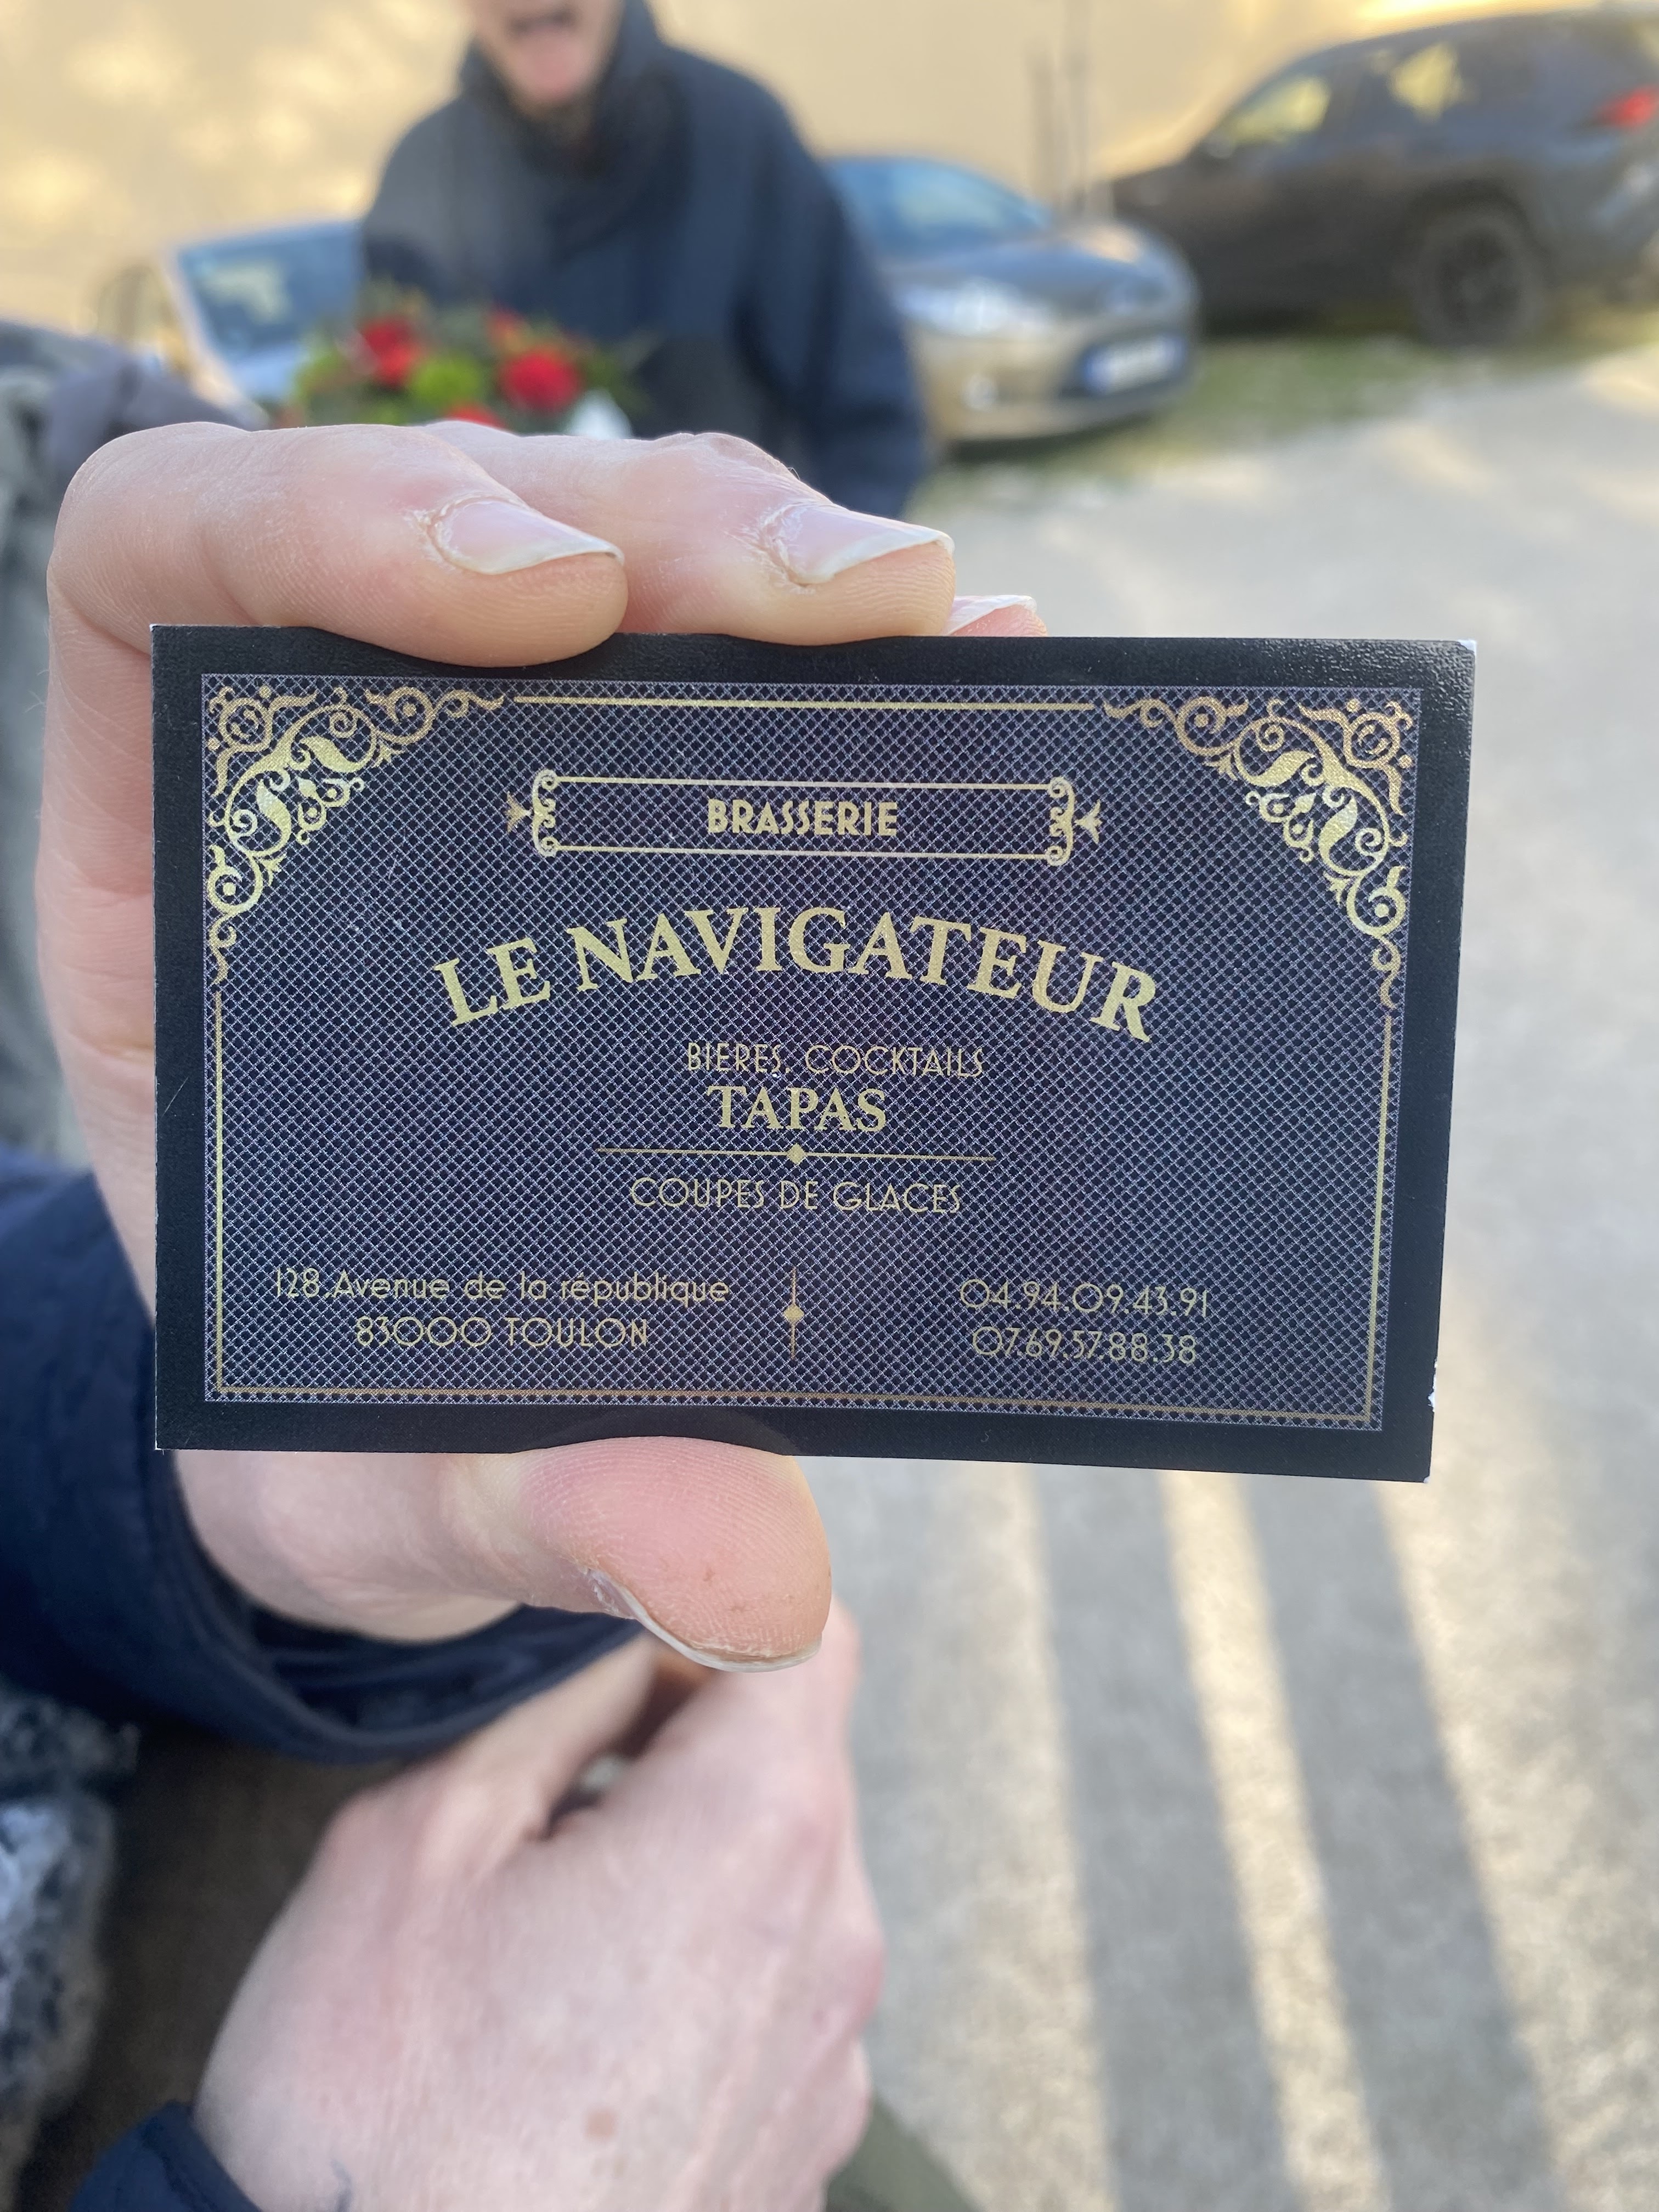 BRASSERIE
LE NAVIGATEUR
BIERES, COCKTAILS
TAPAS
COUPES DE GLACES
128,Avenue de la république
83000 TOULON
04.94.09.43.91
07.69.57.88.38